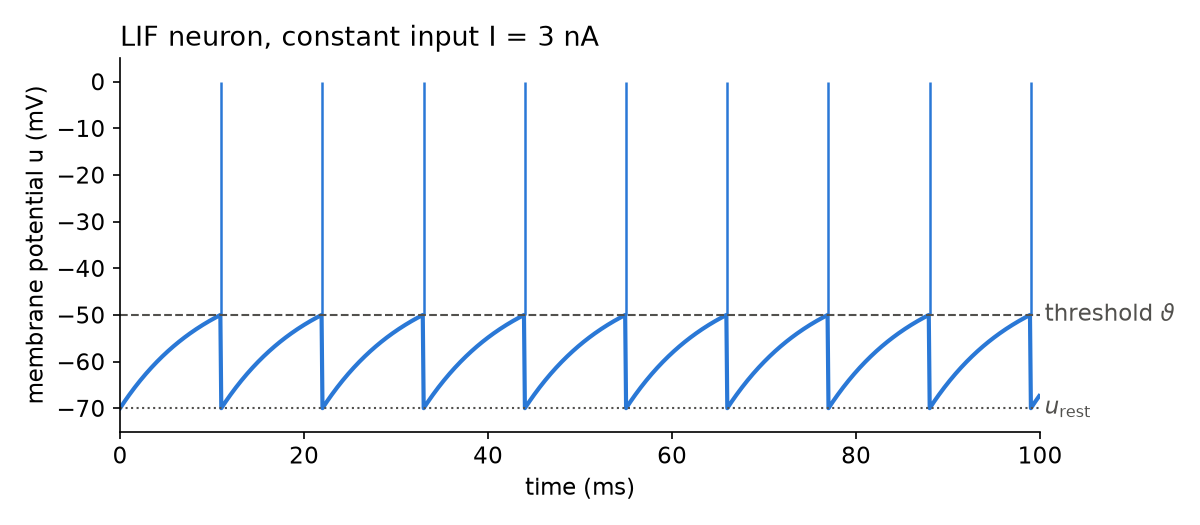 LIF neuron, constant input I = 3 nA
membrane potential u (mV)
0
−10
−20
−30
−40
−50
−60
−70
threshold ϑ
u_rest
0 20 40 60 80 100
time (ms)